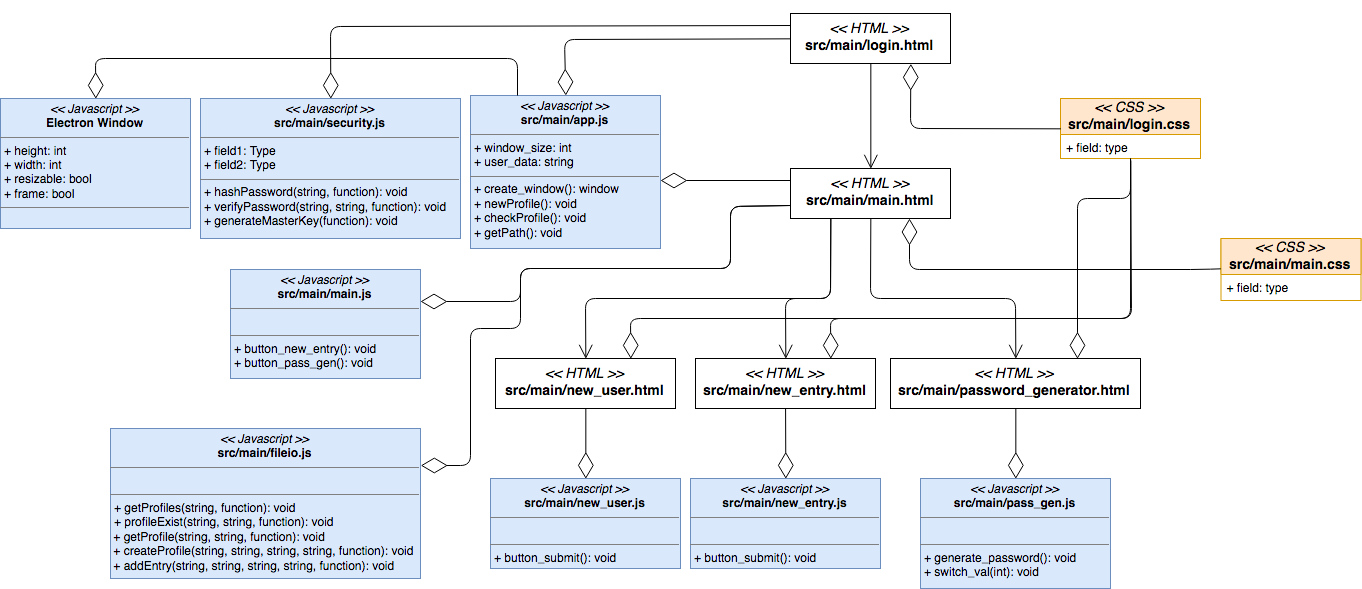 << HTML >>
src/main/login.html
<< Javascript >>
Electron Window
+ height: int
+ width: int
+ resizable: bool
+ frame: bool
<< Javascript >>
src/main/security.js
+ field1: Type
+ field2: Type
+ hashPassword(string, function): void
+ verifyPassword(string, string, function): void
+ generateMasterKey(function): void
<< Javascript >>
src/main/app.js
+ window_size: int
+ user_data: string
+ create_window(): window
+ newProfile(): void
+ checkProfile(): void
+ getPath(): void
<< CSS >>
src/main/login.css
+ field: type
<< HTML >>
src/main/main.html
<< CSS >>
src/main/main.css
+ field: type
<< Javascript >>
src/main/main.js
+ button_new_entry(): void
+ button_pass_gen(): void
<< HTML >>
src/main/new_user.html
<< HTML >>
src/main/new_entry.html
<< HTML >>
src/main/password_generator.html
<< Javascript >>
src/main/fileio.js
+ getProfiles(string, function): void
+ profileExist(string, string, function): void
+ getProfile(string, string, function): void
+ createProfile(string, string, string, string, function): void
+ addEntry(string, string, string, string, function): void
<< Javascript >>
src/main/new_user.js
+ button_submit(): void
<< Javascript >>
src/main/new_entry.js
+ button_submit(): void
<< Javascript >>
src/main/pass_gen.js
+ generate_password(): void
+ switch_val(int): void